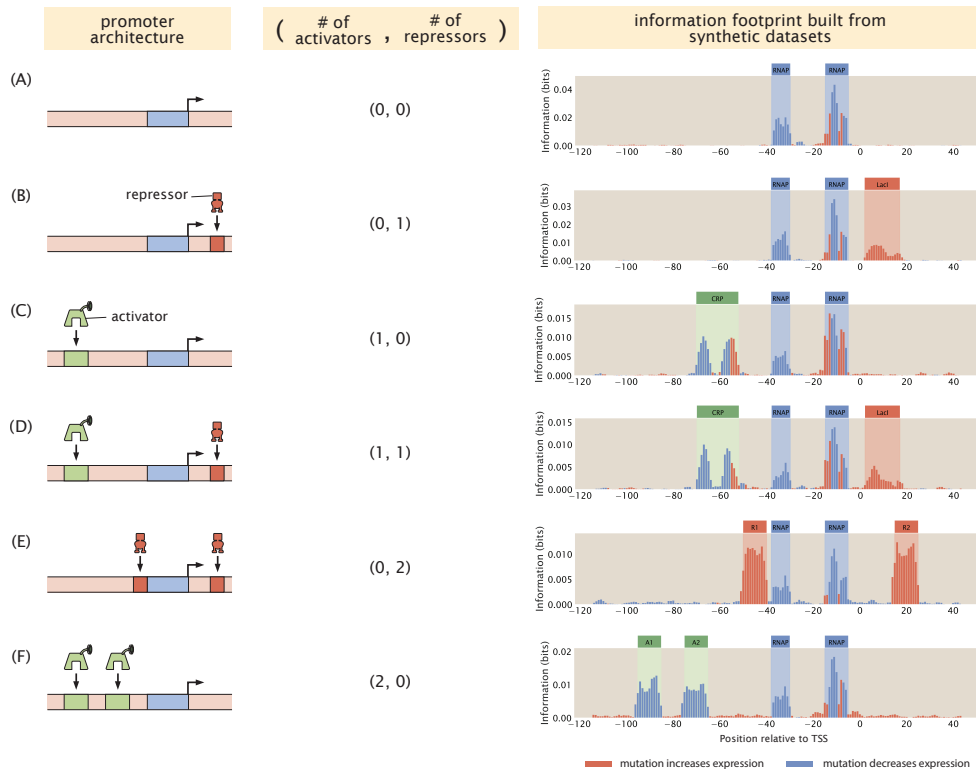 promoter
architecture
( # of activators , # of repressors )
information footprint built from
synthetic datasets
(A)
(0, 0)
RNAP
RNAP
Information (bits)
0.04
0.02
0.00
−120 −100 −80 −60 −40 −20 0 20 40
(B)
repressor
(0, 1)
RNAP
RNAP
LacI
Information (bits)
0.03
0.02
0.01
0.00
−120 −100 −80 −60 −40 −20 0 20 40
(C)
activator
(1, 0)
CRP
RNAP
RNAP
Information (bits)
0.015
0.010
0.005
0.000
−120 −100 −80 −60 −40 −20 0 20 40
(D)
(1, 1)
CRP
RNAP
RNAP
LacI
Information (bits)
0.015
0.010
0.005
0.000
−120 −100 −80 −60 −40 −20 0 20 40
(E)
(0, 2)
R1
RNAP
RNAP
R2
Information (bits)
0.010
0.005
0.000
−120 −100 −80 −60 −40 −20 0 20 40
(F)
(2, 0)
A1
A2
RNAP
RNAP
Information (bits)
0.02
0.01
0.00
−120 −100 −80 −60 −40 −20 0 20 40
Position relative to TSS
mutation increases expression
mutation decreases expression